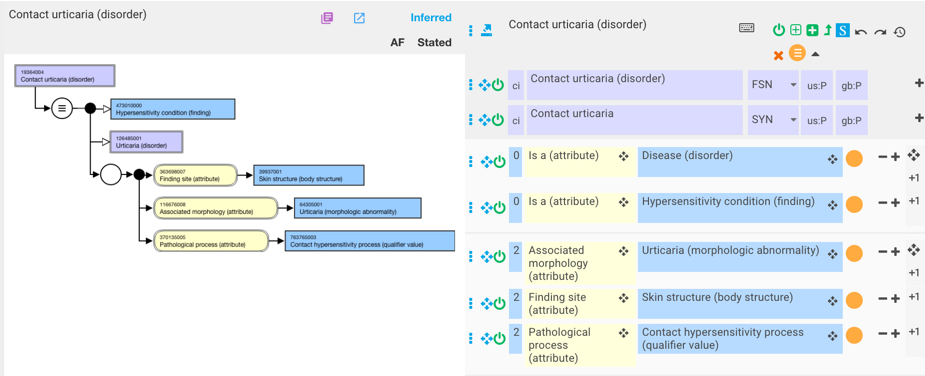 Contact urticaria (disorder)
Inferred
AF Stated
19364004
Contact urticaria (disorder)
473010000
Hypersensitivity condition (finding)
126485001
Urticaria (disorder)
363698007
Finding site (attribute)
39937001
Skin structure (body structure)
116676008
Associated morphology (attribute)
64305001
Urticaria (morphologic abnormality)
370135005
Pathological process (attribute)
763765003
Contact hypersensitivity process (qualifier value)
Contact urticaria (disorder)
S
ci Contact urticaria (disorder) FSN us:P gb:P
ci Contact urticaria SYN us:P gb:P
0 Is a (attribute) Disease (disorder)
+1
0 Is a (attribute) Hypersensitivity condition (finding) +1
2 Associated Urticaria (morphologic abnormality)
morphology
(attribute)
+1
2 Finding site Skin structure (body structure) +1
(attribute)
2 Pathological Contact hypersensitivity process +1
process (qualifier value)
(attribute)